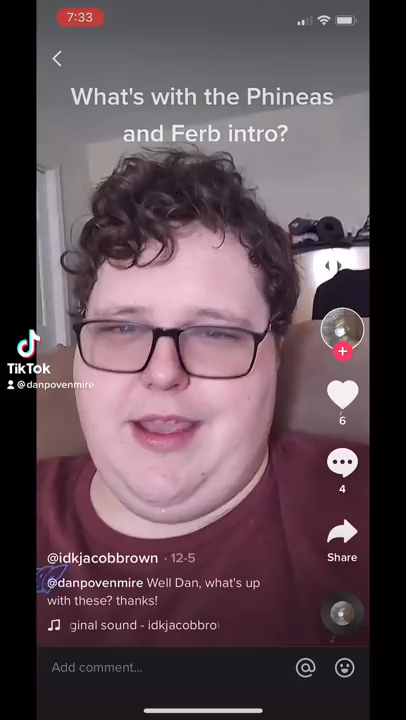 7:33
What's with the Phineas
and Ferb intro?
TikTok
@danpovenmire
6
4
Share
@idkjacobbrown · 12-5
@danpovenmire Well Dan, what's up
with these? thanks!
ginal sound - idkjacobbro
Add comment...